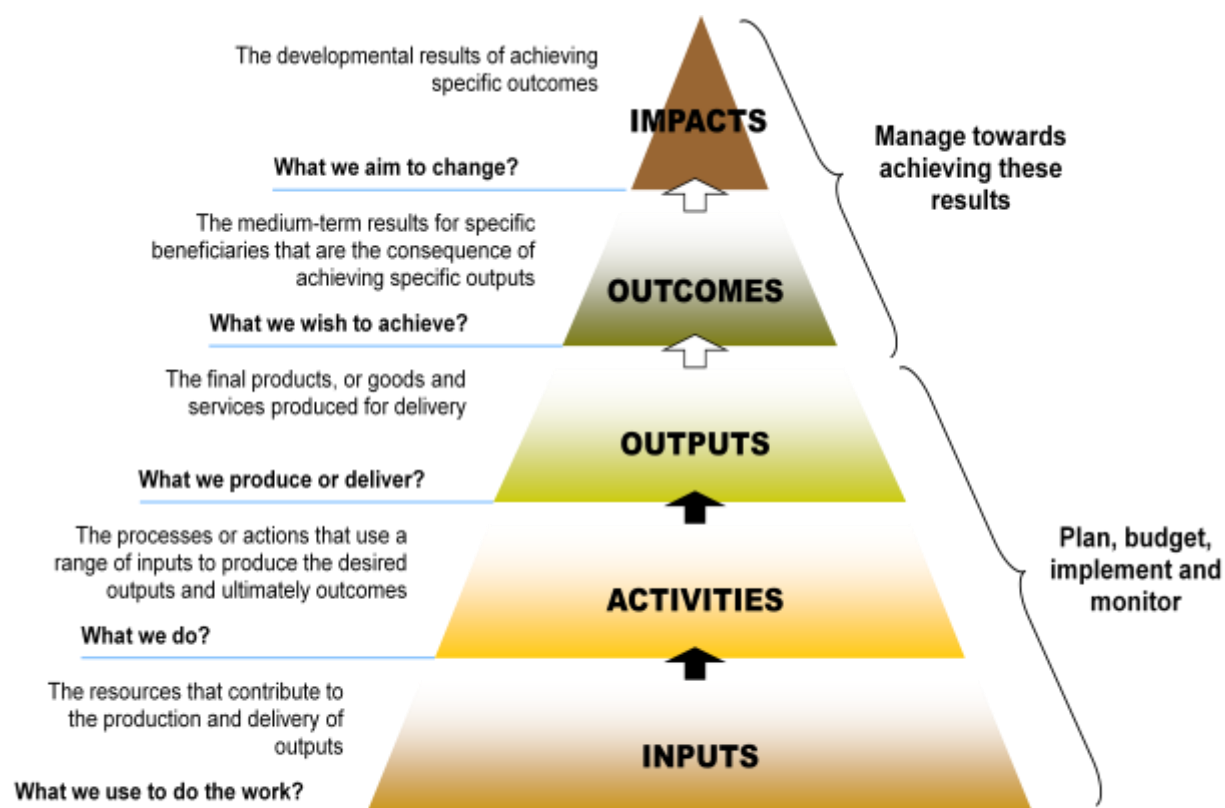 The developmental results of achieving
specific outcomes
IMPACTS
What we aim to change?
Manage towards
achieving these
results
The medium-term results for specific
beneficiaries that are the consequence of
achieving specific outputs
OUTCOMES
What we wish to achieve?
The final products, or goods and
services produced for delivery
OUTPUTS
What we produce or deliver?
The processes or actions that use a
range of inputs to produce the desired
outputs and ultimately outcomes
ACTIVITIES
What we do?
Plan, budget,
implement and
monitor
The resources that contribute to
the production and delivery of
outputs
INPUTS
What we use to do the work?